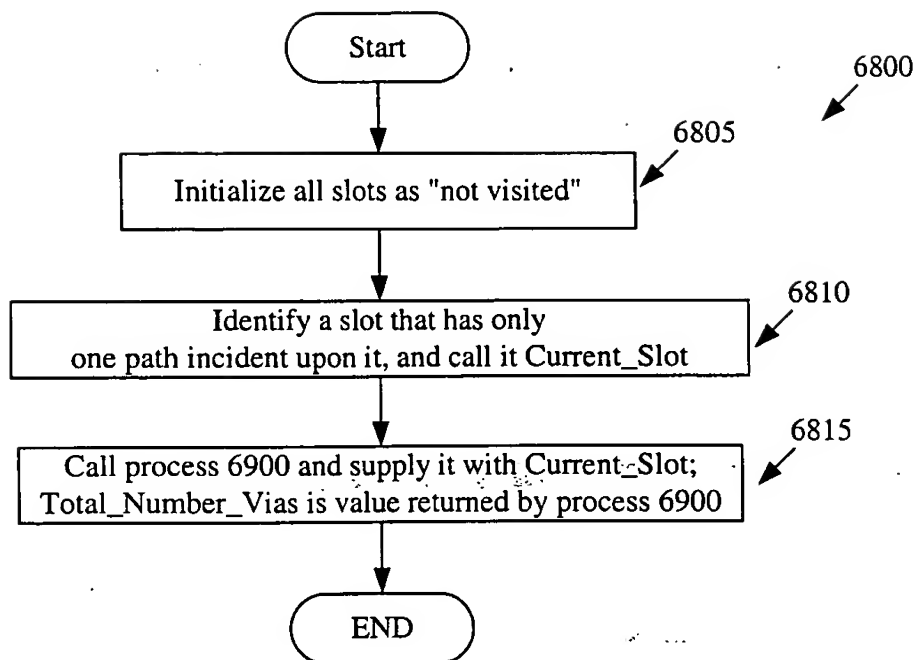 Start
6800
6805
Initialize all slots as "not visited"
6810
Identify a slot that has only
one path incident upon it, and call it Current_Slot
6815
Call process 6900 and supply it with Current_Slot;
Total_Number_Vias is value returned by process 6900
END